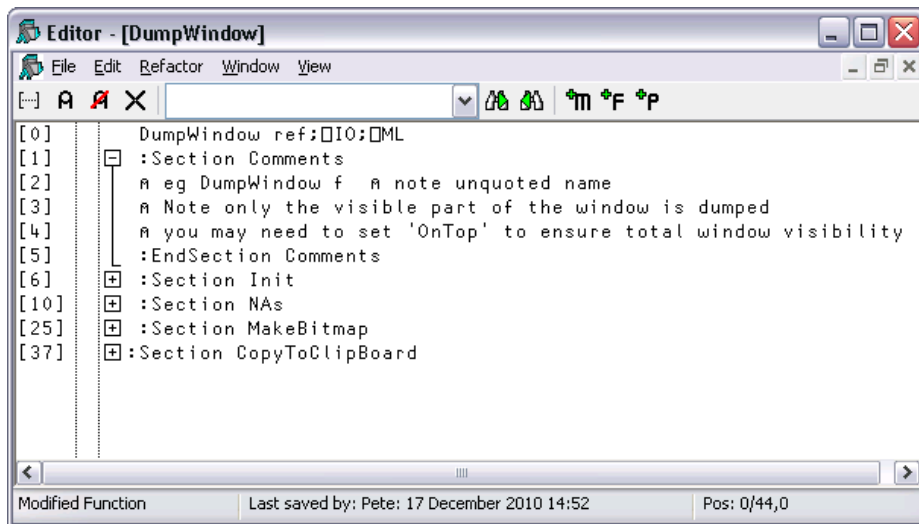 Editor - [DumpWindow]
File Edit Refactor Window View
[0] DumpWindow ref;⎕IO;⎕ML
[1] :Section Comments
[2] ⍝ eg DumpWindow f ⍝ note unquoted name
[3] ⍝ Note only the visible part of the window is dumped
[4] ⍝ you may need to set 'OnTop' to ensure total window visibility
[5] :EndSection Comments
[6] :Section Init
[10] :Section NAs
[25] :Section MakeBitmap
[37] :Section CopyToClipBoard
Modified Function Last saved by: Pete: 17 December 2010 14:52 Pos: 0/44,0